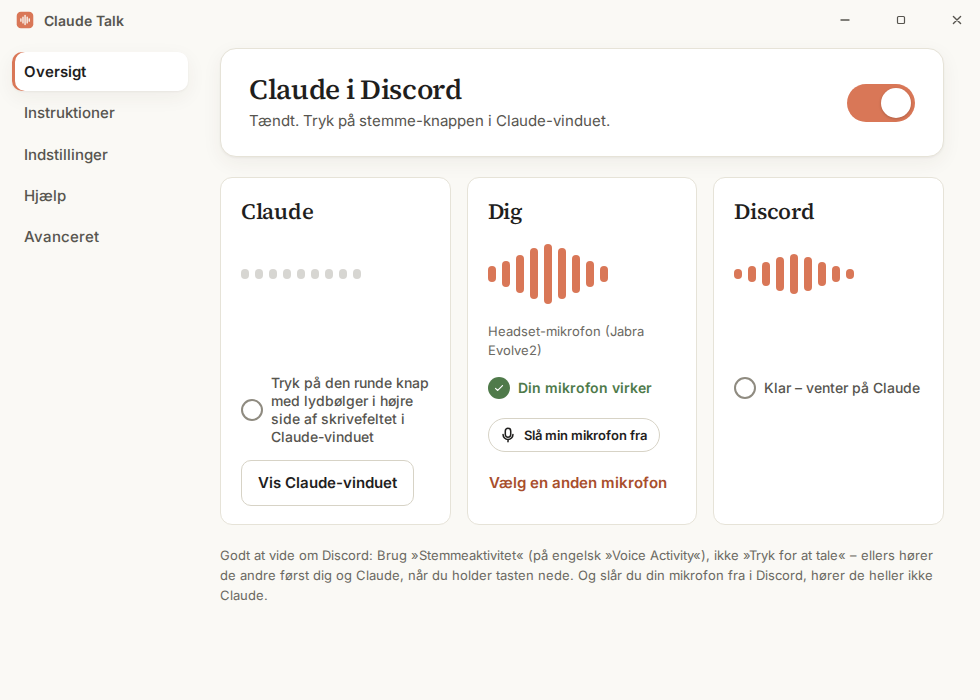 Claude Talk
Oversigt
Instruktioner
Indstillinger
Hjælp
Avanceret
Claude i Discord
Tændt. Tryk på stemme-knappen i Claude-vinduet.
Claude
Tryk på den runde knap
med lydbølger i højre
side af skrivefeltet i
Claude-vinduet
Vis Claude-vinduet
Dig
Headset-mikrofon (Jabra
Evolve2)
Din mikrofon virker
Slå min mikrofon fra
Vælg en anden mikrofon
Discord
Klar – venter på Claude
Godt at vide om Discord: Brug »Stemmeaktivitet« (på engelsk »Voice Activity«), ikke »Tryk for at tale« – ellers hører
de andre først dig og Claude, når du holder tasten nede. Og slår du din mikrofon fra i Discord, hører de heller ikke
Claude.